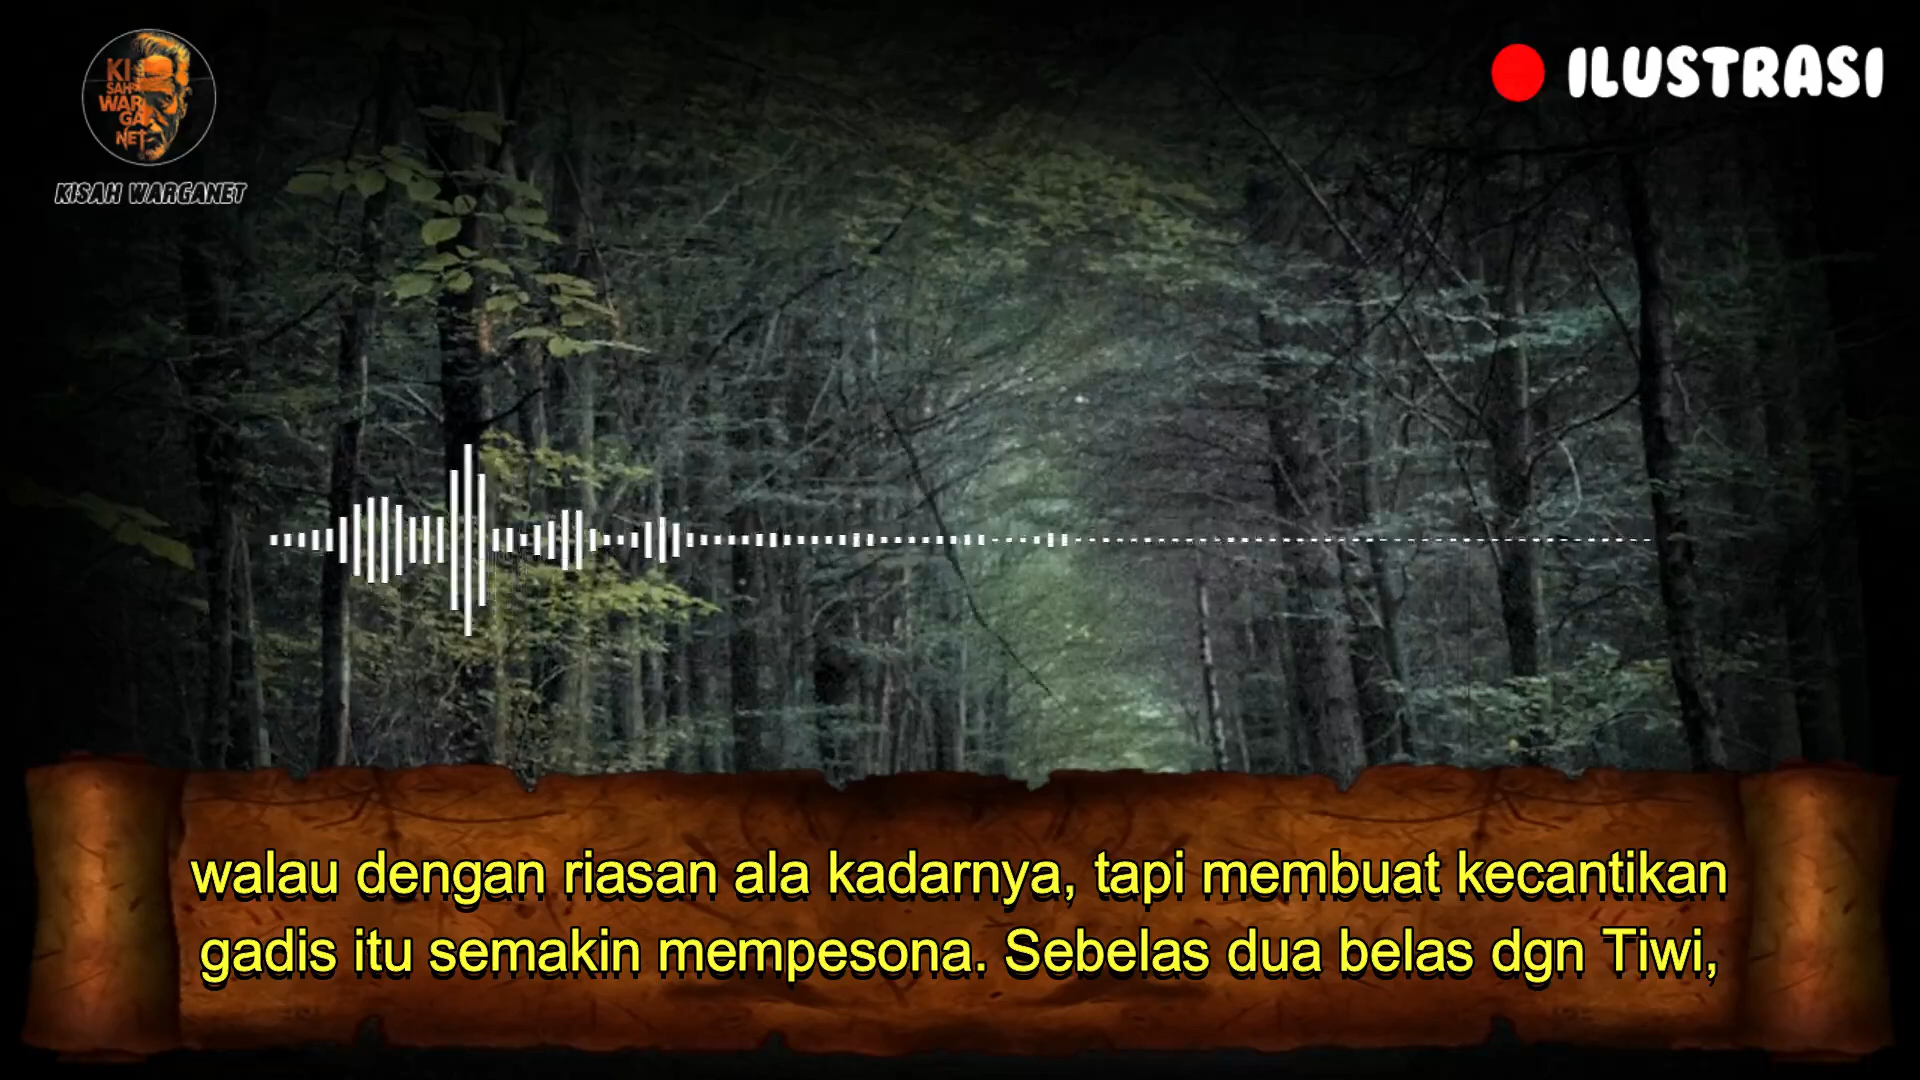 KI
SAH
WAR
GA
NET
KISAH WARGANET
ILUSTRASI
walau dengan riasan ala kadarnya, tapi membuat kecantikan
gadis itu semakin mempesona. Sebelas dua belas dgn Tiwi,